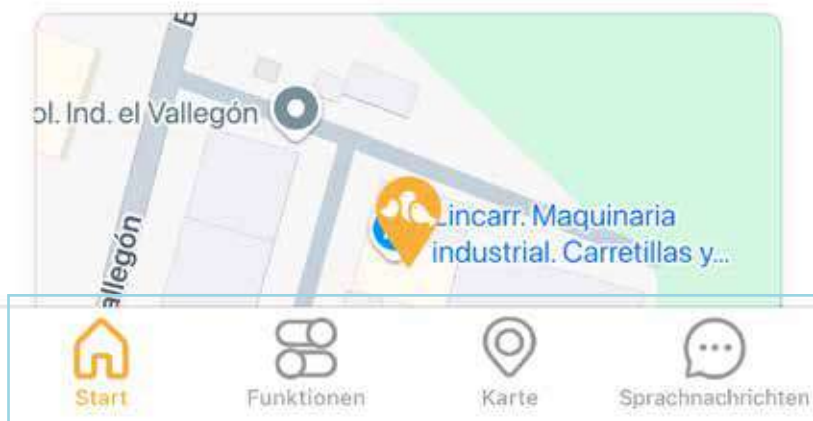 ol. Ind. el Vallegón
allegón
Lincarr. Maquinaria
industrial. Carretillas y...
Start
Funktionen
Karte
Sprachnachrichten